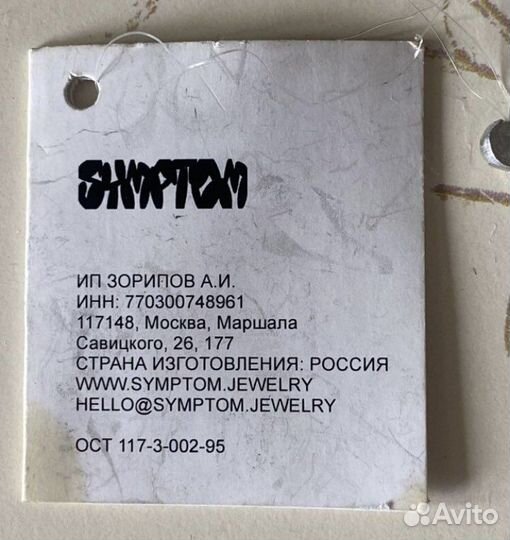 SYMPTOM
ИП ЗОРИПОВ А.И.
ИНН: 770300748961
117148, Москва, Маршала
Савицкого, 26, 177
СТРАНА ИЗГОТОВЛЕНИЯ: РОССИЯ
WWW.SYMPTOM.JEWELRY
HELLO@SYMPTOM.JEWELRY
ОСТ 117-3-002-95
Avito